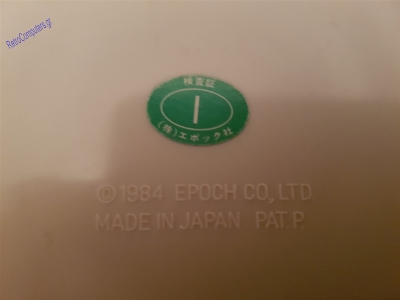 RetroComputers.gr
検査証
I
(株)エポック社
© 1984 EPOCH CO., LTD.
MADE IN JAPAN PAT. P.